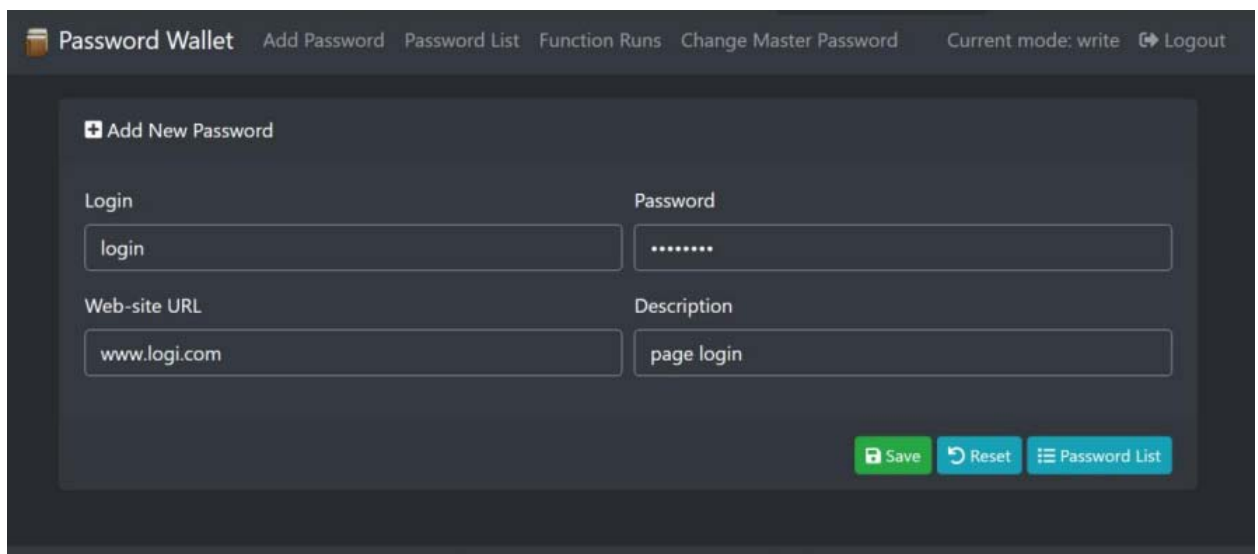 Password Wallet Add Password Password List Function Runs Change Master Password Current mode: write Logout
Add New Password
Login Password
login ••••••••
Web-site URL Description
www.logi.com page login
Save Reset Password List